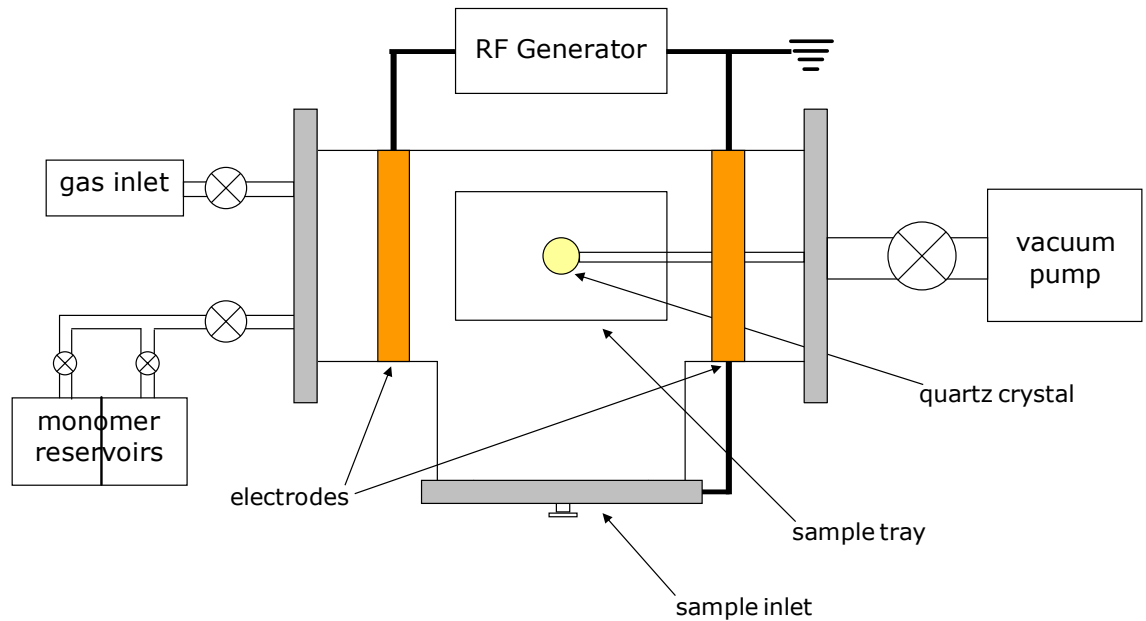 RF Generator
gas inlet
vacuum
pump
quartz crystal
monomer
reservoirs
electrodes
sample tray
sample inlet